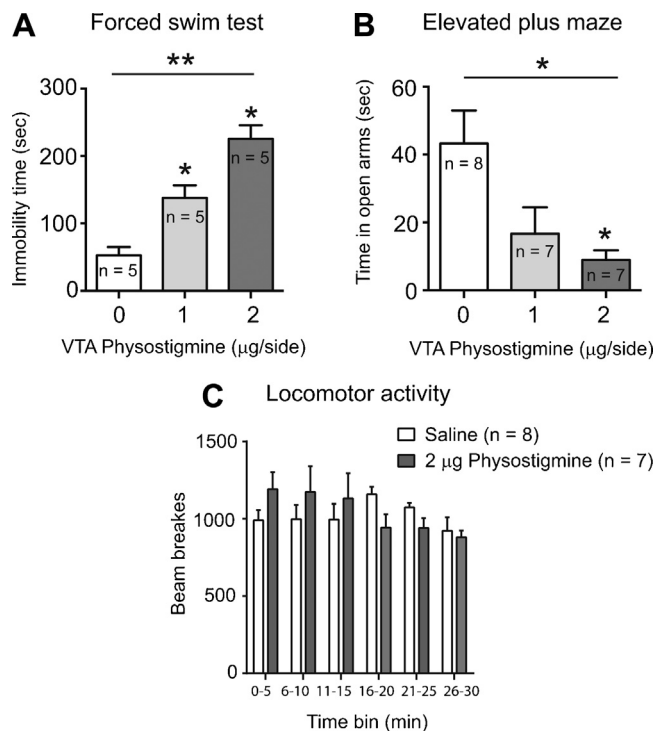 A Forced swim test
**
300
200
100
0
Immobility time (sec)
n = 5
*
n = 5
*
n = 5
0 1 2
VTA Physostigmine (μg/side)
B Elevated plus maze
*
60
40
20
0
Time in open arms (sec)
n = 8
n = 7
*
n = 7
0 1 2
VTA Physostigmine (μg/side)
C Locomotor activity
Saline (n = 8)
2 μg Physostigmine (n = 7)
1500
1000
500
0
Beam breakes
0-5 6-10 11-15 16-20 21-25 26-30
Time bin (min)